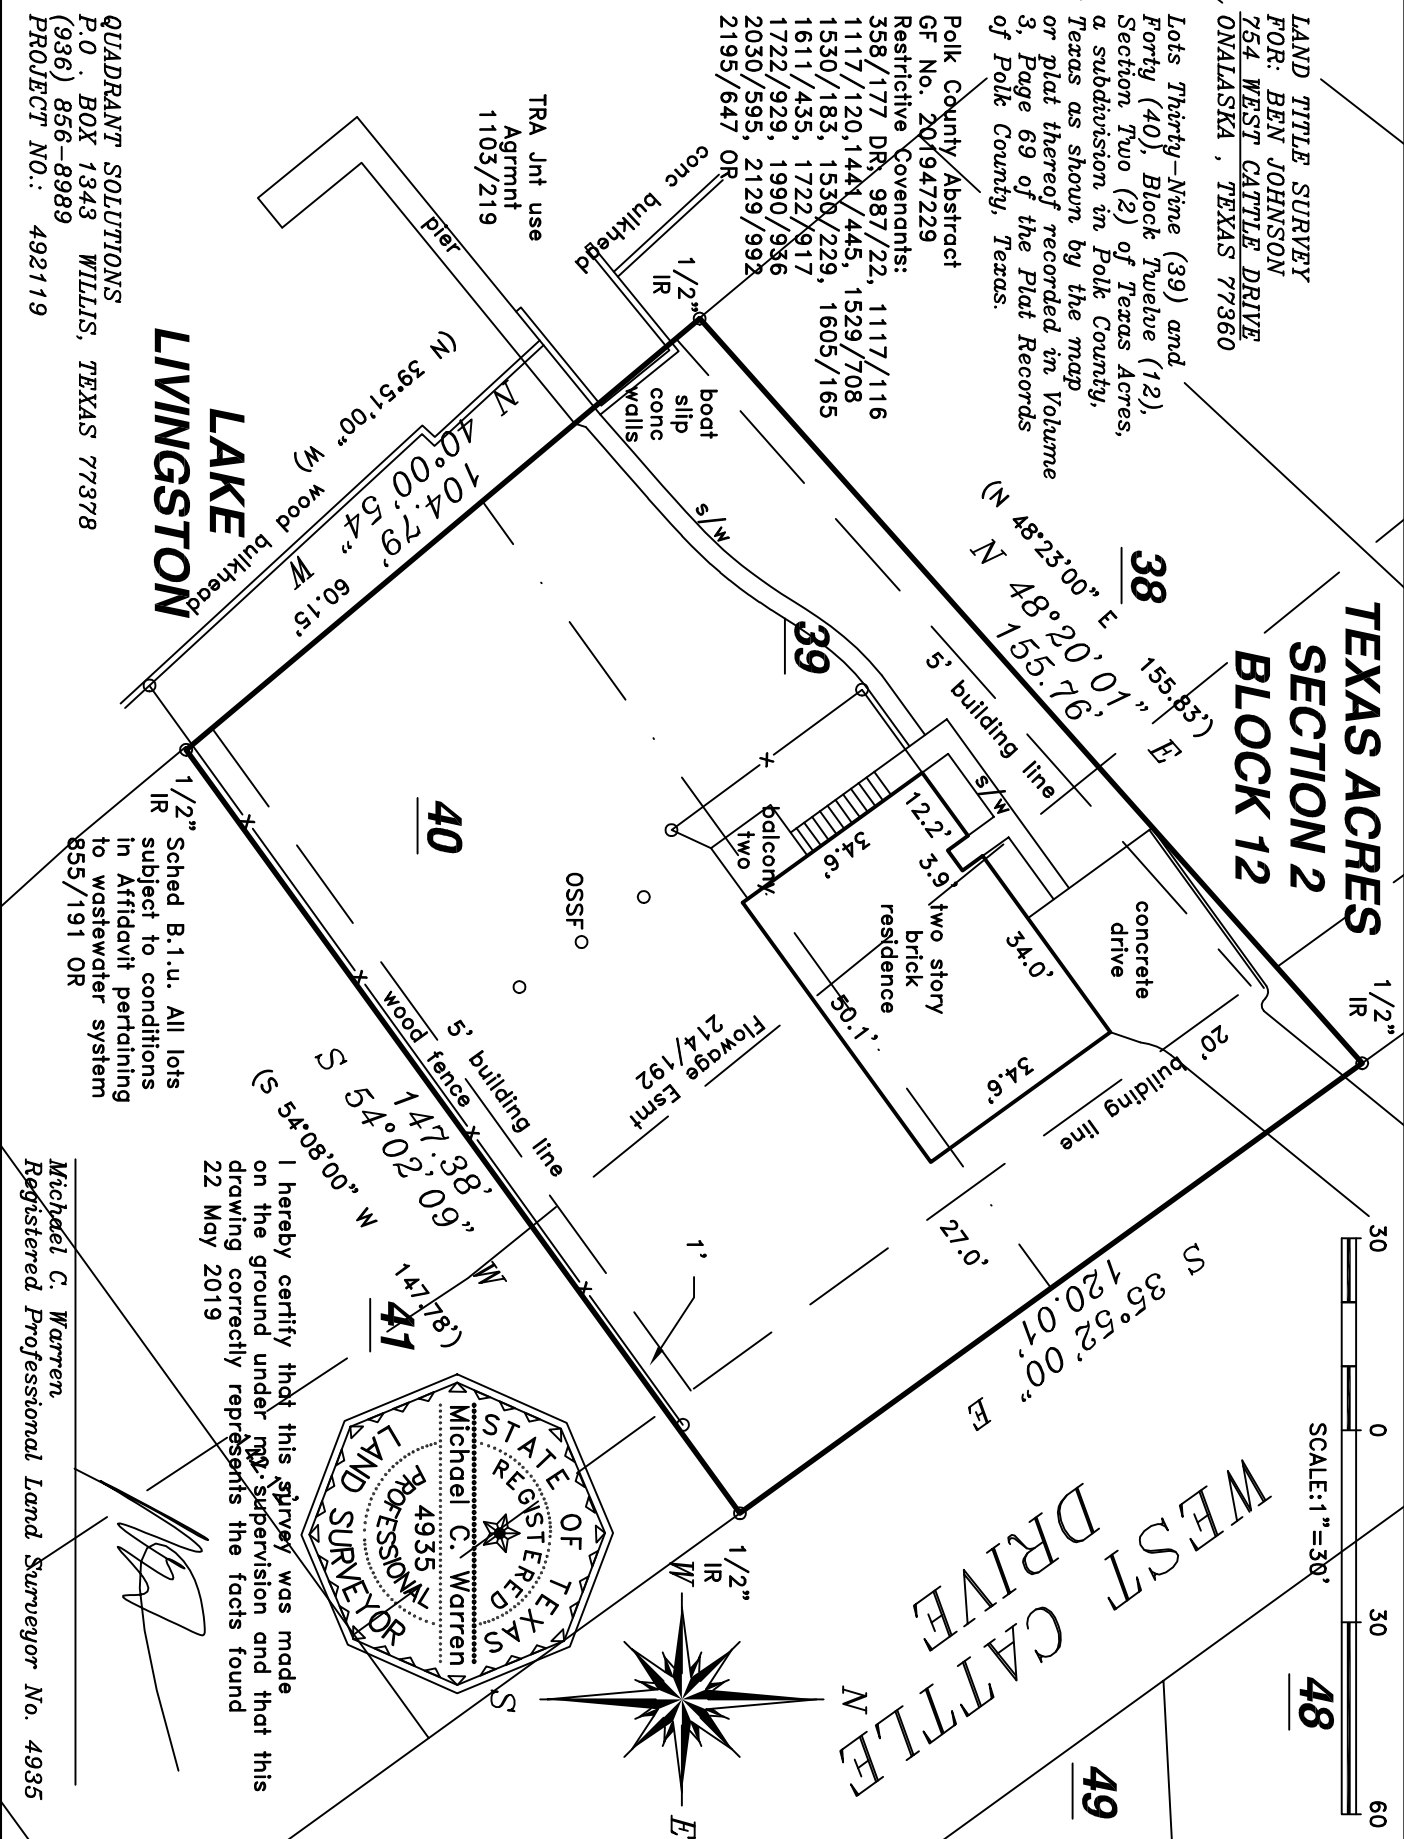 LAND TITLE SURVEY
FOR: BEN JOHNSON
754 WEST CATTLE DRIVE
ONALASKA , TEXAS 77360
Lots Thirty-Nine (39) and
Forty (40), Block Twelve (12),
Section Two (2) of Texas Acres,
a subdivision in Polk County,
Texas as shown by the map
or plat thereof recorded in Volume
3, Page 69 of the Plat Records
of Polk County, Texas.
Polk County Abstract
GF No. 201947229
Restrictive Covenants:
358/177 DR, 987/22, 1117/116
1117/120,1441/445, 1529/708
1530/183, 1530/229, 1605/165
1611/435, 1722/917
1722/929, 1990/936
2030/595, 2129/992
2195/647 OR
TRA Jnt use
Agrmnt
1103/219
conc bulkhead
pier
1/2"
IR
boat
slip
conc
walls
s/w
TEXAS ACRES
SECTION 2
BLOCK 12
38
(N 48°23'00" E
155.83')
N 48°20'01" E
155.76'
5' building line
s/w
39
40
balcony
two
12.2'
3.9'
34.6'
34.0'
34.6'
50.1'
two story
brick
residence
concrete
drive
1/2"
IR
20'
building line
27.0'
S 35°52'00" E
120.01'
WEST CATTLE
DRIVE
OSSF
Flowage Esmt
214/192
(N 39°51'00" W)
N 40°00'54" W
104.79'
60.15'
wood bulkhead
LAKE
LIVINGSTON
1/2"
IR
Sched B.1.u. All lots
subject to conditions
in Affidavit pertaining
to wastewater system
855/191 OR
x
x
x
x
x
wood fence
5' building line
147.38'
S 54°02'09" W
(S 54°08'00" W
147.78')
41
1'
1/2"
IR
30
0
30
60
SCALE:1"=30'
48
49
N
E
S
W
STATE OF TEXAS
REGISTERED
Michael C. Warren
4935
PROFESSIONAL
LAND SURVEYOR
I hereby certify that this survey was made
on the ground under my supervision and that this
drawing correctly represents the facts found
22 May 2019
Michael C. Warren
Registered Professional Land Surveyor No. 4935
QUADRANT SOLUTIONS
P.O . BOX 1343 WILLIS, TEXAS 77378
(936) 856-8989
PROJECT NO.: 492119